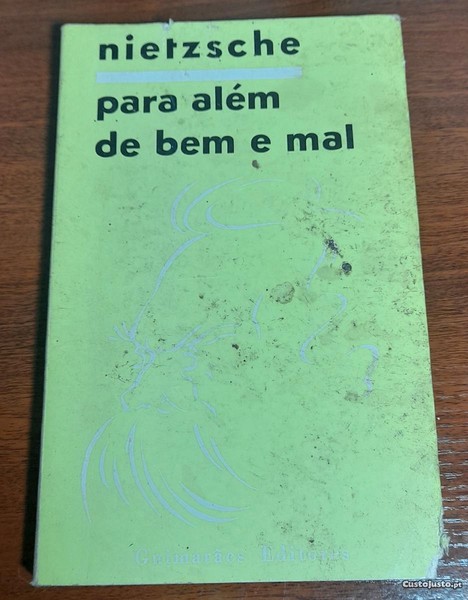 nietzsche
para além
de bem e mal
Guimarães Editores
CustoJusto.pt